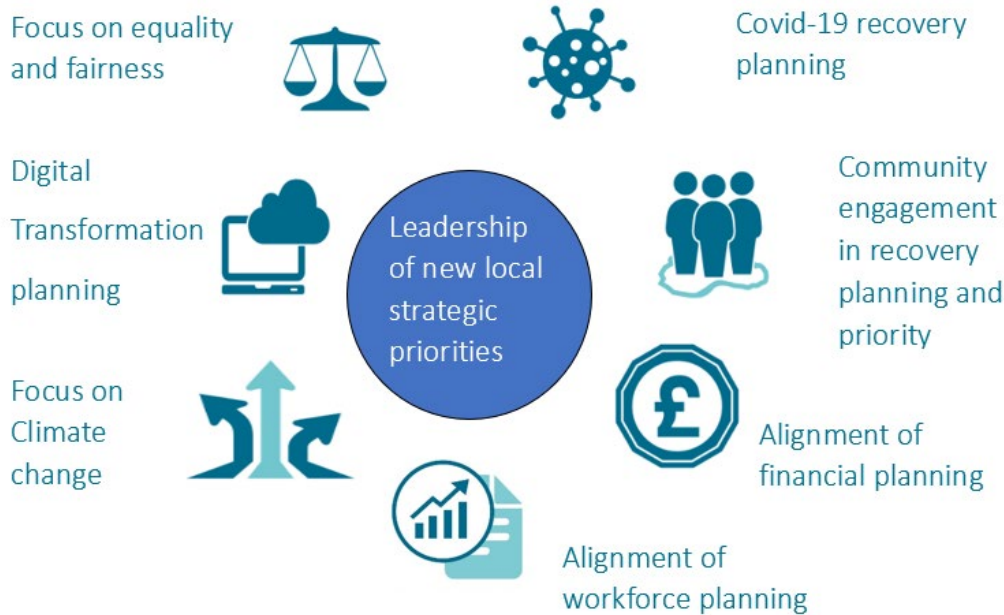 Focus on equality
and fairness
Covid-19 recovery
planning
Digital
Transformation
planning
Leadership
of new local
strategic
priorities
Community
engagement
in recovery
planning and
priority
Focus on
Climate
change
£
Alignment of
financial planning
Alignment of
workforce planning